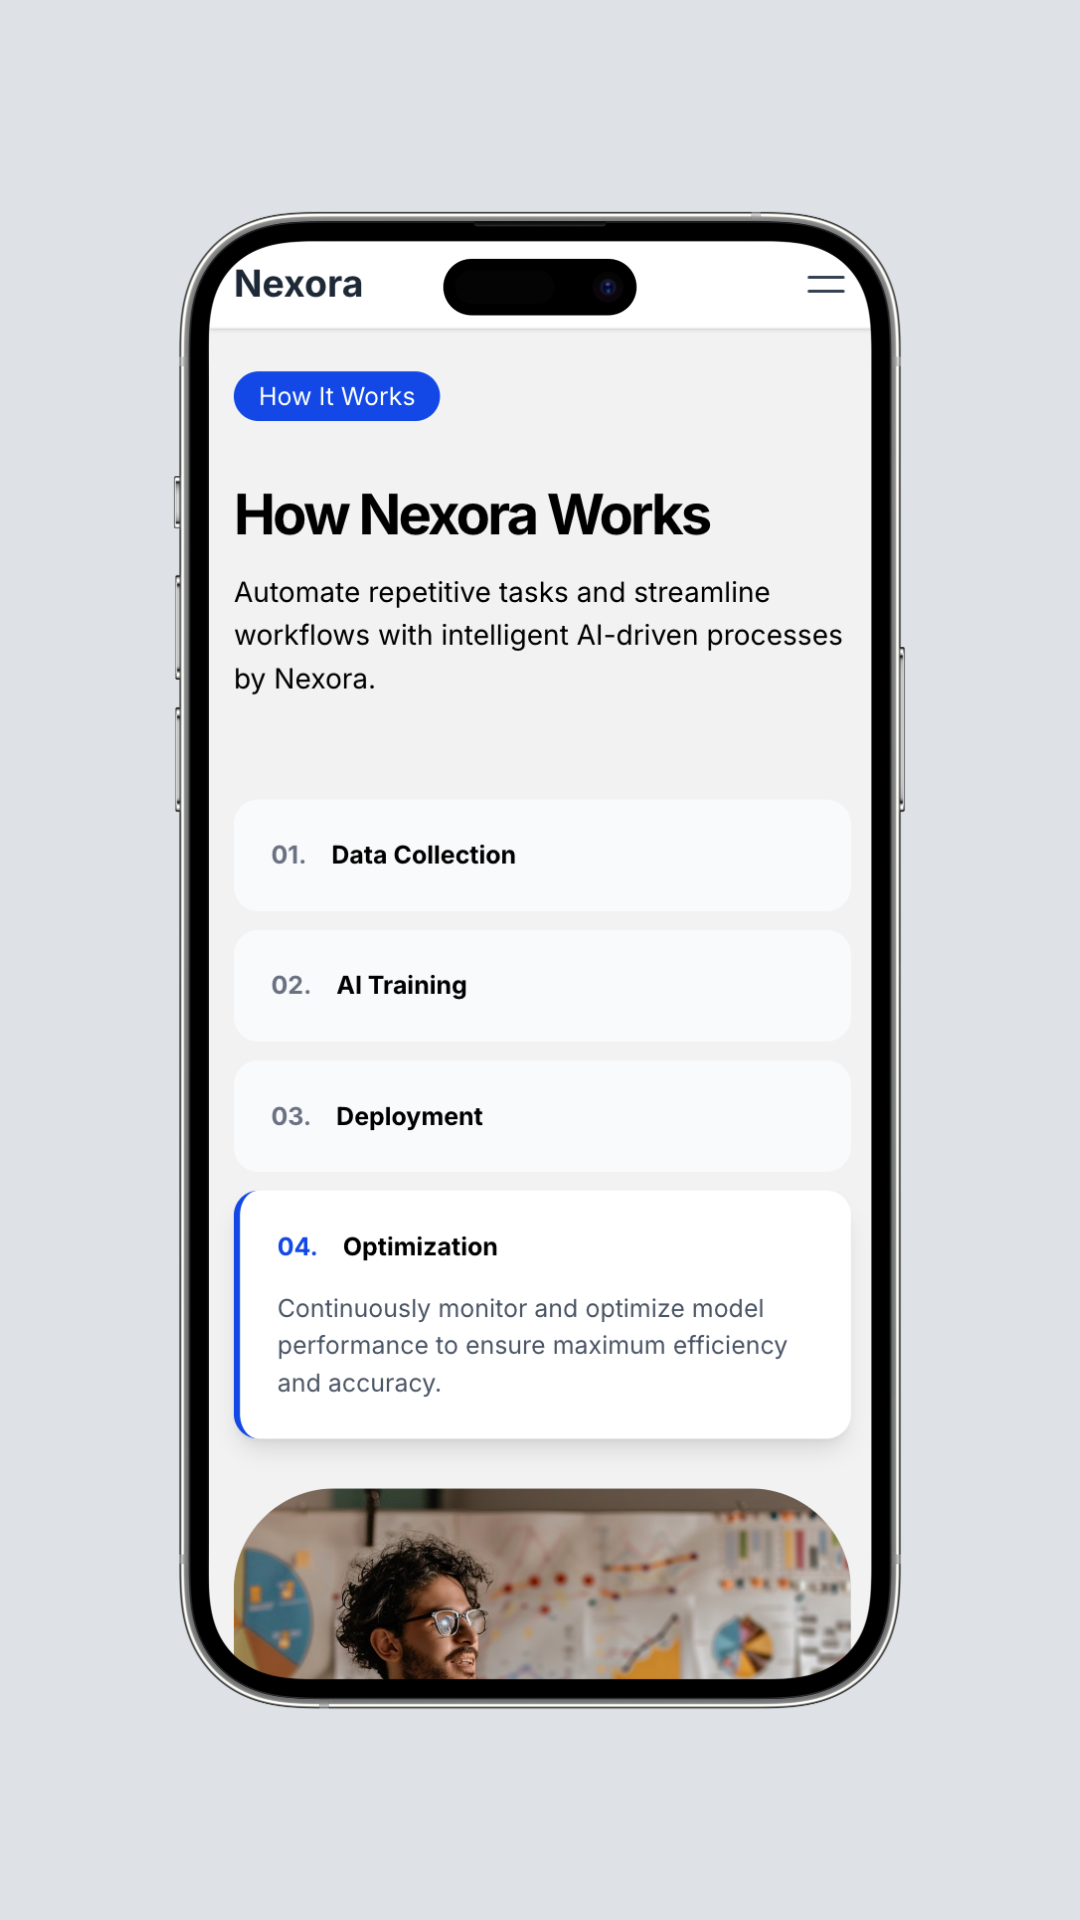 Nexora
How It Works
How Nexora Works
Automate repetitive tasks and streamline
workflows with intelligent AI-driven processes
by Nexora.
01. Data Collection
02. AI Training
03. Deployment
04. Optimization
Continuously monitor and optimize model
performance to ensure maximum efficiency
and accuracy.